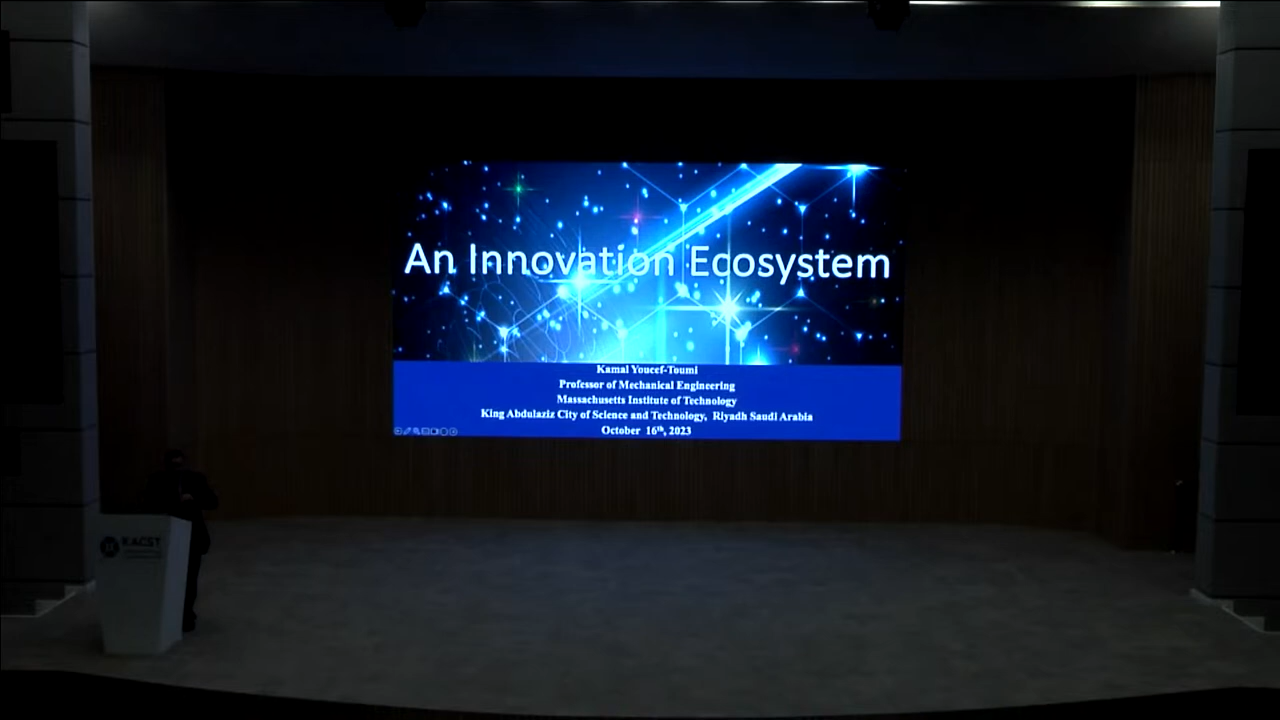 An Innovation Ecosystem
Kamal Youcef-Toumi
Professor of Mechanical Engineering
Massachusetts Institute of Technology
King Abdulaziz City of Science and Technology, Riyadh Saudi Arabia
October 16th, 2023
KACST